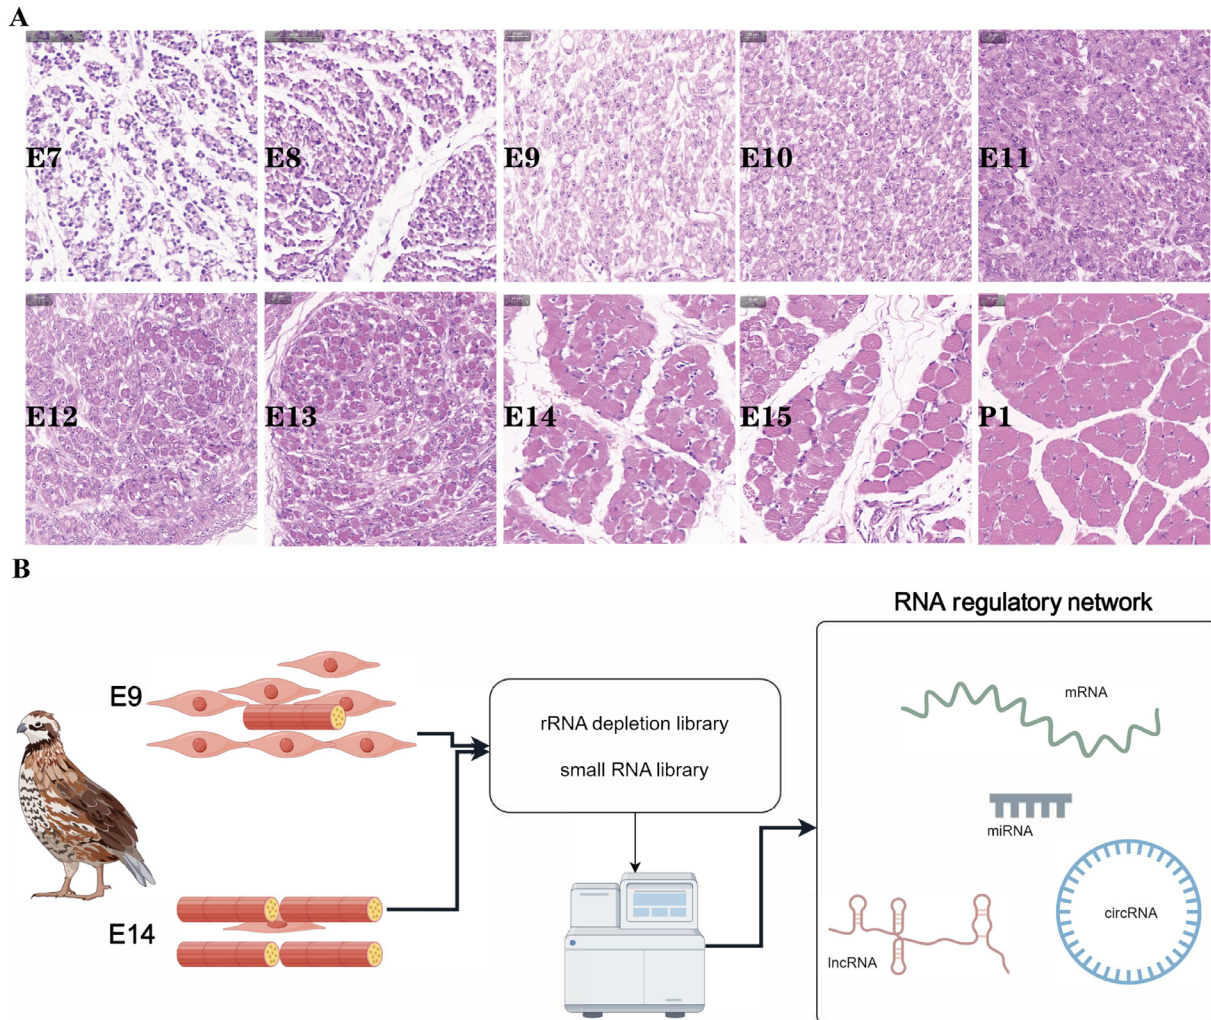 A
E7
E8
E9
E10
E11
E12
E13
E14
E15
P1
B
RNA regulatory network
E9
mRNA
rRNA depletion library
small RNA library
miRNA
circRNA
E14
lncRNA